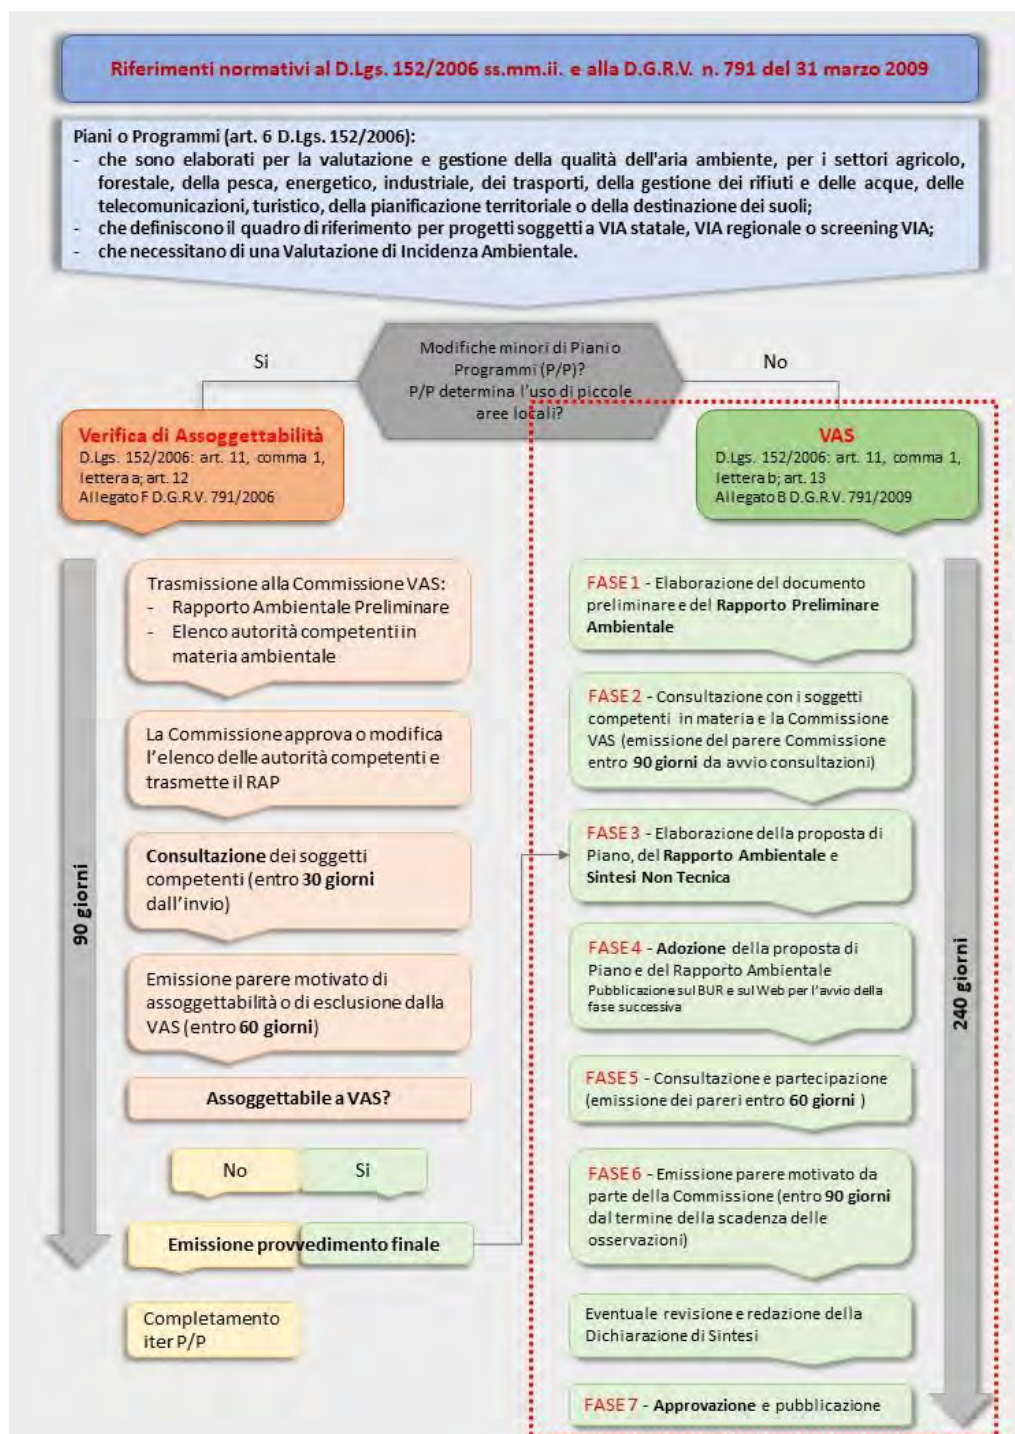 Riferimenti normativi al D.Lgs. 152/2006 ss.mm.ii. e alla D.G.R.V. n. 791 del 31 marzo 2009
Piani o Programmi (art. 6 D.Lgs. 152/2006):
- che sono elaborati per la valutazione e gestione della qualità dell'aria ambiente, per i settori agricolo,
forestale, della pesca, energetico, industriale, dei trasporti, della gestione dei rifiuti e delle acque, delle
telecomunicazioni, turistico, della pianificazione territoriale o della destinazione dei suoli;
- che definiscono il quadro di riferimento per progetti soggetti a VIA statale, VIA regionale o screening VIA;
- che necessitano di una Valutazione di Incidenza Ambientale.
Modifiche minori di Piani o
Programmi (P/P)?
P/P determina l'uso di piccole
aree locali?
Si
No
Verifica di Assoggettabilità
D.Lgs. 152/2006: art. 11, comma 1,
lettera a; art. 12
Allegato F D.G.R.V. 791/2006
VAS
D.Lgs. 152/2006: art. 11, comma 1,
lettera b; art. 13
Allegato B D.G.R.V. 791/2009
90 giorni
Trasmissione alla Commissione VAS:
- Rapporto Ambientale Preliminare
- Elenco autorità competenti in
materia ambientale
La Commissione approva o modifica
l'elenco delle autorità competenti e
trasmette il RAP
Consultazione dei soggetti
competenti (entro 30 giorni
dall'invio)
Emissione parere motivato di
assoggettabilità o di esclusione dalla
VAS (entro 60 giorni)
Assoggettabile a VAS?
No
Si
Emissione provvedimento finale
Completamento
iter P/P
FASE 1 - Elaborazione del documento
preliminare e del Rapporto Preliminare
Ambientale
FASE 2 - Consultazione con i soggetti
competenti in materia e la Commissione
VAS (emissione del parere Commissione
entro 90 giorni da avvio consultazioni)
FASE 3 - Elaborazione della proposta di
Piano, del Rapporto Ambientale e
Sintesi Non Tecnica
FASE 4 - Adozione della proposta di
Piano e del Rapporto Ambientale
Pubblicazione sul BUR e sul Web per l'avvio della
fase successiva
FASE 5 - Consultazione e partecipazione
(emissione dei pareri entro 60 giorni )
FASE 6 - Emissione parere motivato da
parte della Commissione (entro 90 giorni
dal termine della scadenza delle
osservazioni)
Eventuale revisione e redazione della
Dichiarazione di Sintesi
FASE 7 - Approvazione e pubblicazione
240 giorni